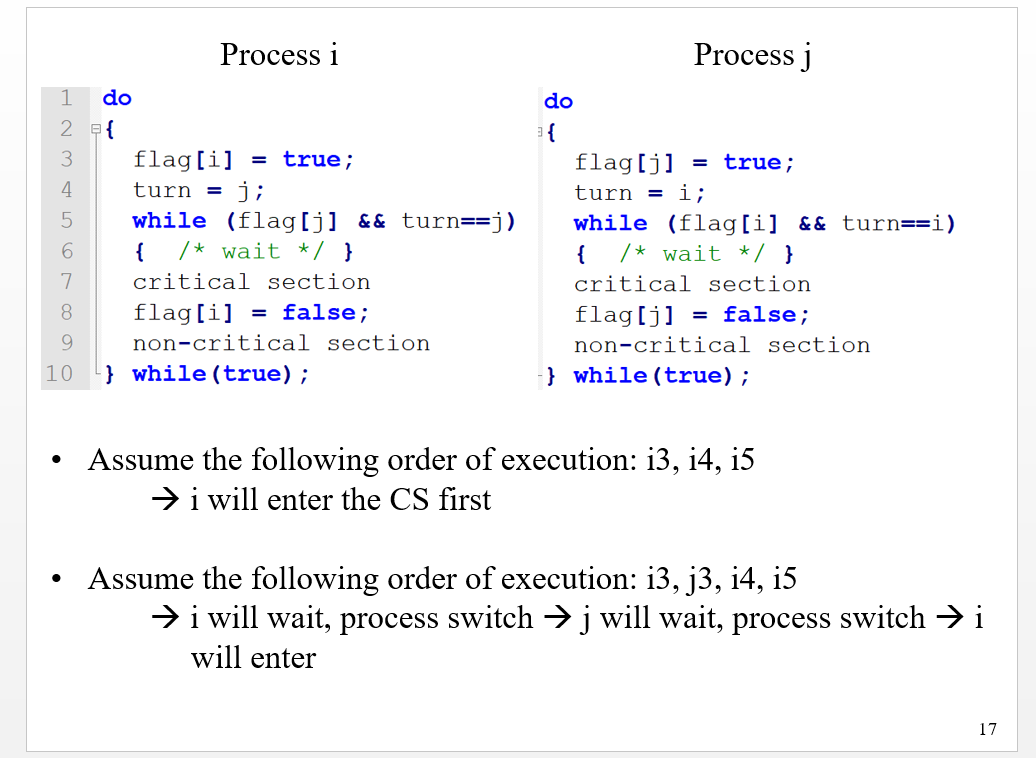 Process i
Process j
1 do
2 {
3 flag[i] = true;
4 turn = j;
5 while (flag[j] && turn==j)
6 { /* wait */ }
7 critical section
8 flag[i] = false;
9 non-critical section
10 } while(true);
do
{
flag[j] = true;
turn = i;
while (flag[i] && turn==i)
{ /* wait */ }
critical section
flag[j] = false;
non-critical section
} while(true);
• Assume the following order of execution: i3, i4, i5
→ i will enter the CS first
• Assume the following order of execution: i3, j3, i4, i5
→ i will wait, process switch → j will wait, process switch → i
will enter
17